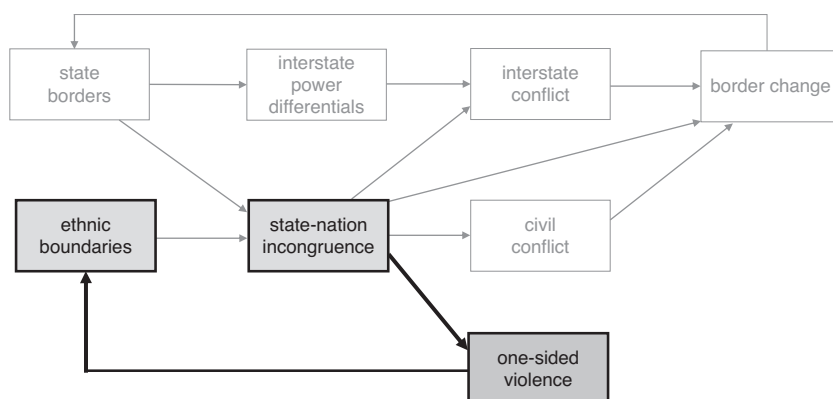 state
borders
interstate
power
differentials
interstate
conflict
border change
ethnic
boundaries
state-nation
incongruence
civil
conflict
one-sided
violence